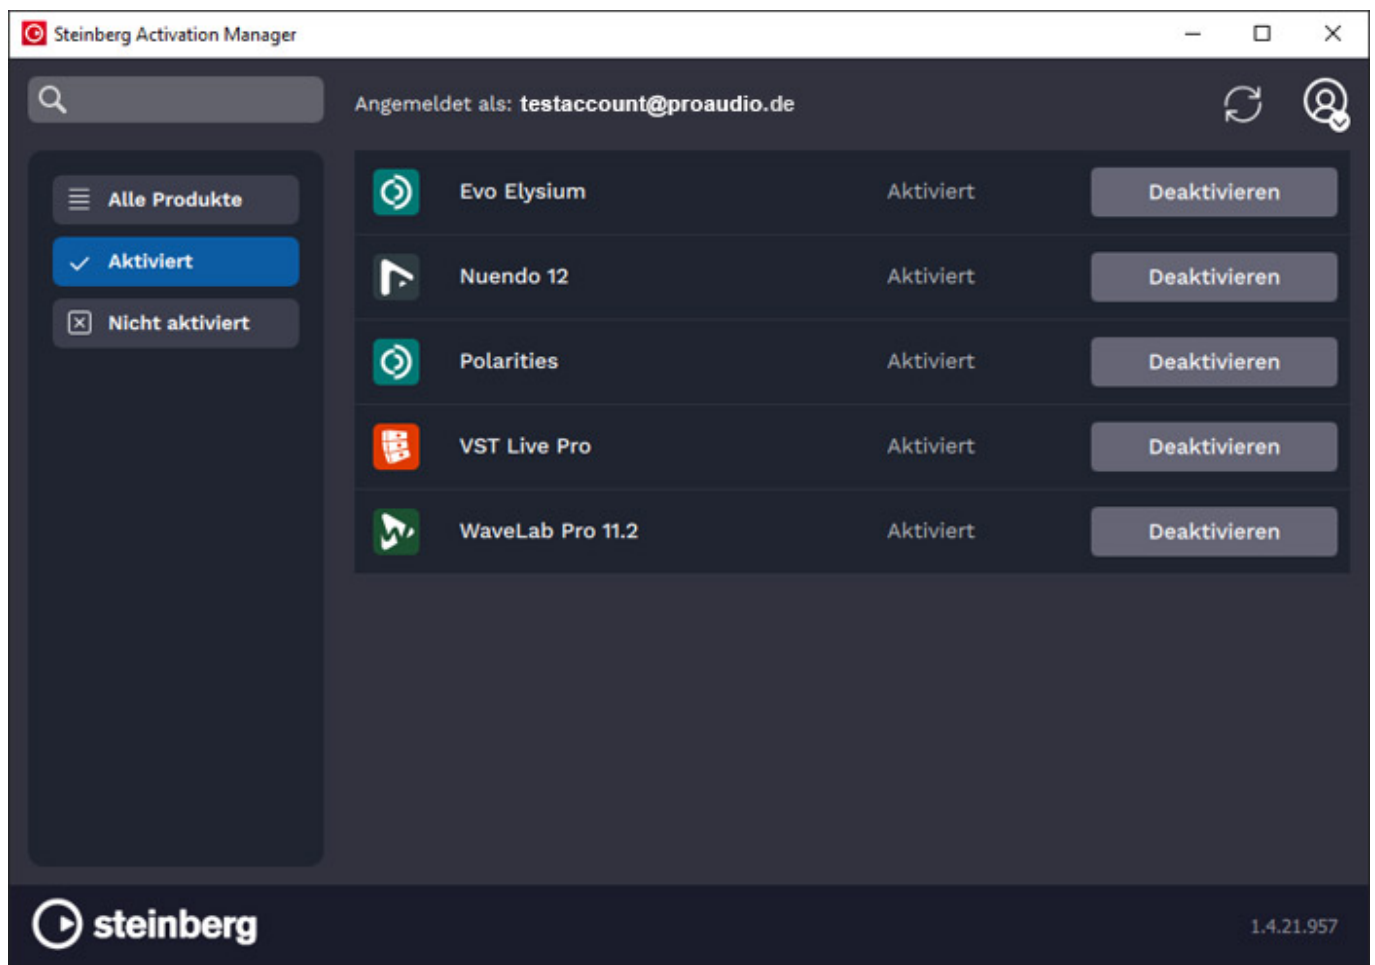 Steinberg Activation Manager
Angemeldet als: testaccount@proaudio.de
Alle Produkte
Aktiviert
Nicht aktiviert
Evo Elysium Aktiviert Deaktivieren
Nuendo 12 Aktiviert Deaktivieren
Polarities Aktiviert Deaktivieren
VST Live Pro Aktiviert Deaktivieren
WaveLab Pro 11.2 Aktiviert Deaktivieren
steinberg
1.4.21.957